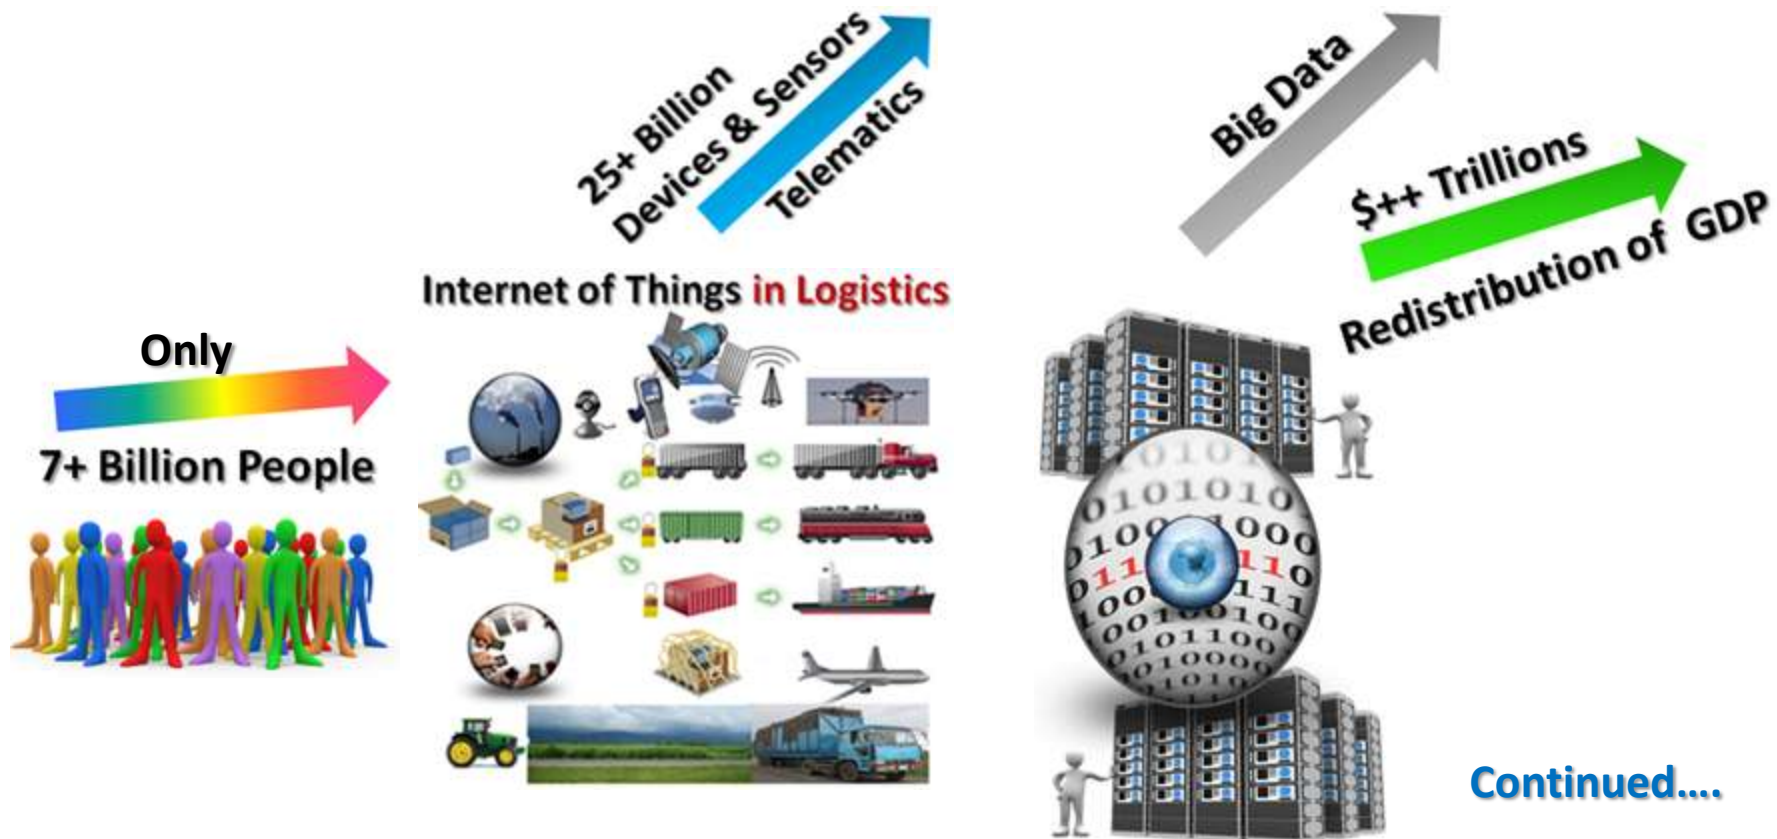 Only
7+ Billion People
25+ Billion
Devices & Sensors
Telematics
Internet of Things in Logistics
Big Data
$++ Trillions
Redistribution of GDP
Continued....